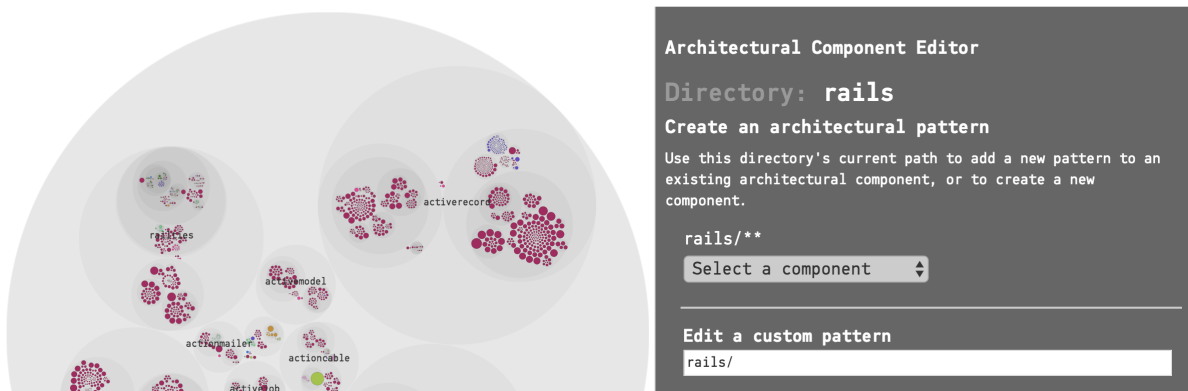 railties
activerecord
activemodel
actionmailer
actioncable
activejob
Architectural Component Editor
Directory: rails
Create an architectural pattern
Use this directory's current path to add a new pattern to an
existing architectural component, or to create a new
component.
rails/**
Select a component
Edit a custom pattern
rails/